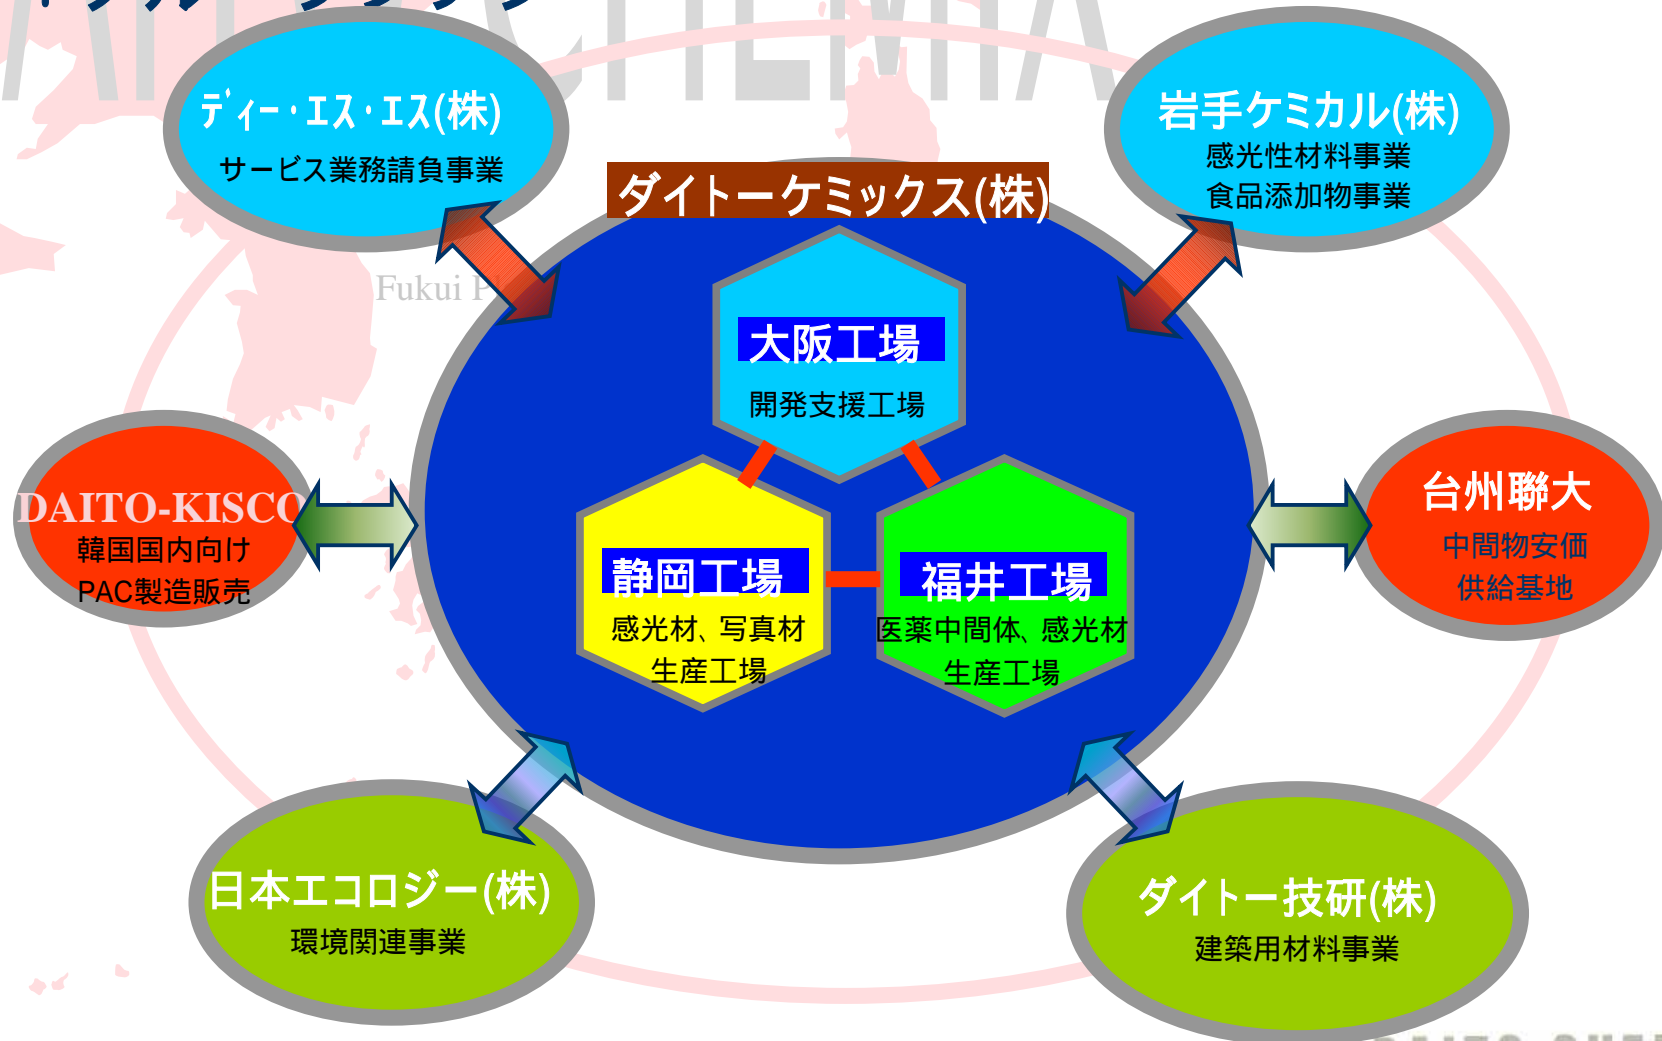 ディー・エス・エス(株)
サービス業務請負事業
岩手ケミカル(株)
感光性材料事業
食品添加物事業
ダイトーケミックス(株)
Fukui
大阪工場
開発支援工場
DAITO-KISCO
韓国国内向け
PAC製造販売
台州聯大
中間物安価
供給基地
静岡工場
感光材、写真材
生産工場
福井工場
医薬中間体、感光材
生産工場
日本エコロジー(株)
環境関連事業
ダイトー技研(株)
建築用材料事業